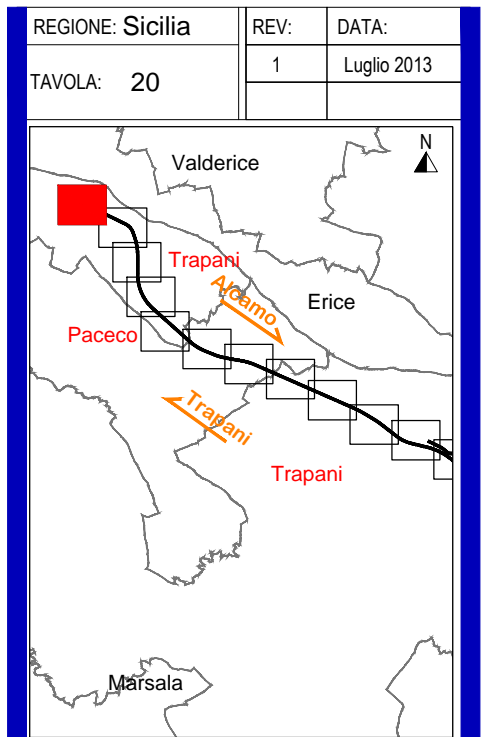 REGIONE: Sicilia
REV:
DATA:
1
Luglio 2013
TAVOLA: 20
N
Valderice
Trapani
Alcamo
Erice
Paceco
Trapani
Trapani
Marsala